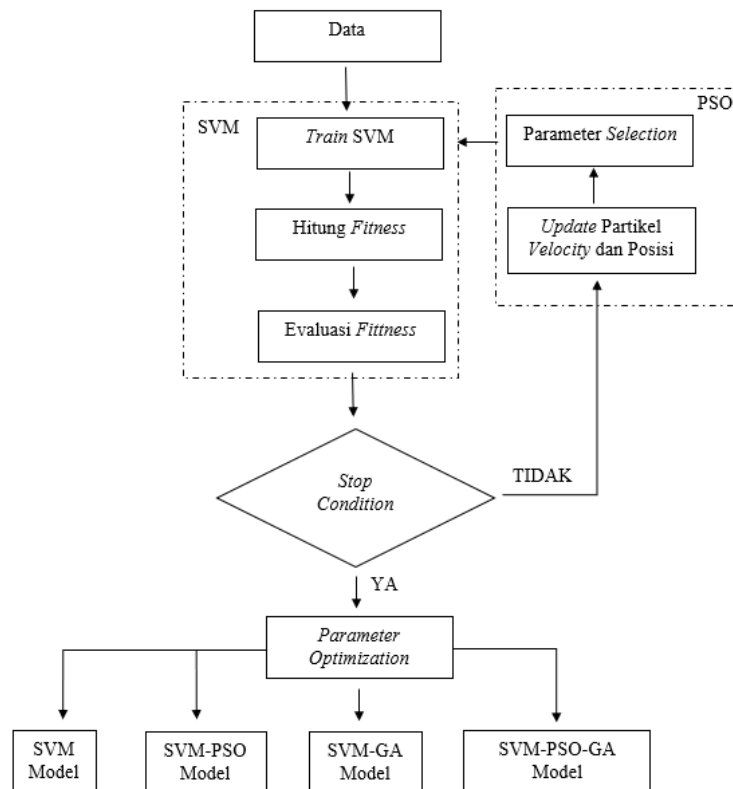 Data
PSO
SVM
Train SVM
Parameter Selection
Hitung Fitness
Update Partikel
Velocity dan Posisi
Evaluasi Fittness
Stop
Condition
TIDAK
YA
Parameter
Optimization
SVM
Model
SVM-PSO
Model
SVM-GA
Model
SVM-PSO-GA
Model